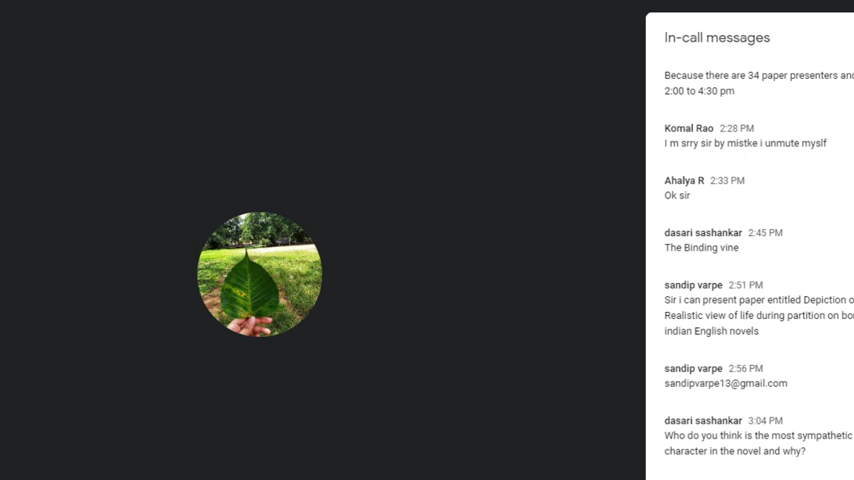 In-call messages
Because there are 34 paper presenters and
2:00 to 4:30 pm
Komal Rao 2:28 PM
I m srry sir by mistke i unmute myslf
Ahalya R 2:33 PM
Ok sir
dasari sashankar 2:45 PM
The Binding vine
sandip varpe 2:51 PM
Sir i can present paper entitled Depiction
Realistic view of life during partition on
indian English novels
sandip varpe 2:56 PM
sandipvarpe13@gmail.com
dasari sashankar 3:04 PM
Who do you think is the most sympathetic
character in the novel and why?